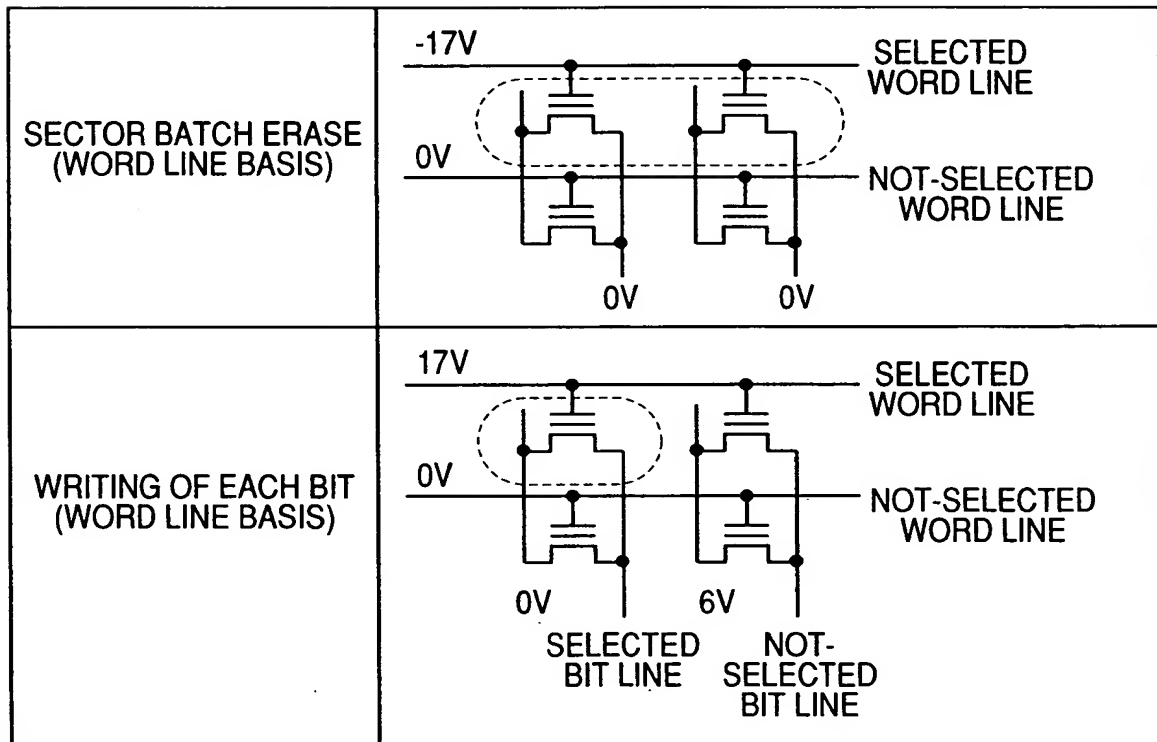 SECTOR BATCH ERASE
(WORD LINE BASIS)
-17V
SELECTED
WORD LINE
0V
NOT-SELECTED
WORD LINE
0V
0V
WRITING OF EACH BIT
(WORD LINE BASIS)
17V
SELECTED
WORD LINE
0V
NOT-SELECTED
WORD LINE
0V
6V
SELECTED
BIT LINE
NOT-
SELECTED
BIT LINE